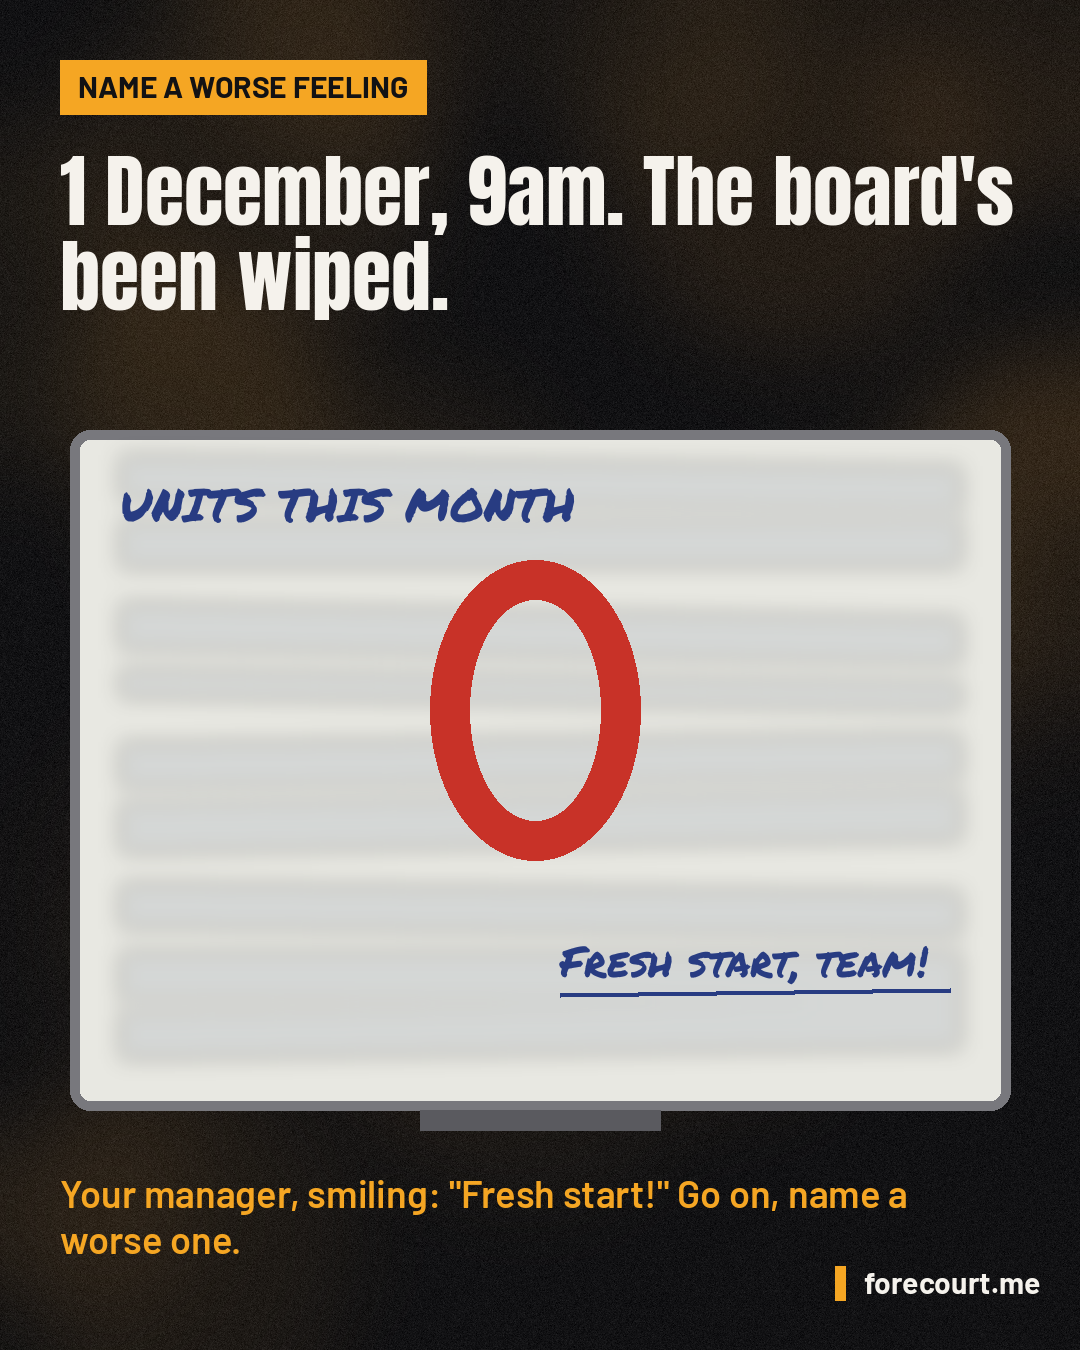 NAME A WORSE FEELING
1 December, 9am. The board's
been wiped.
UNITS THIS MONTH
0
FRESH START, TEAM!
Your manager, smiling: "Fresh start!" Go on, name a
worse one.
forecourt.me